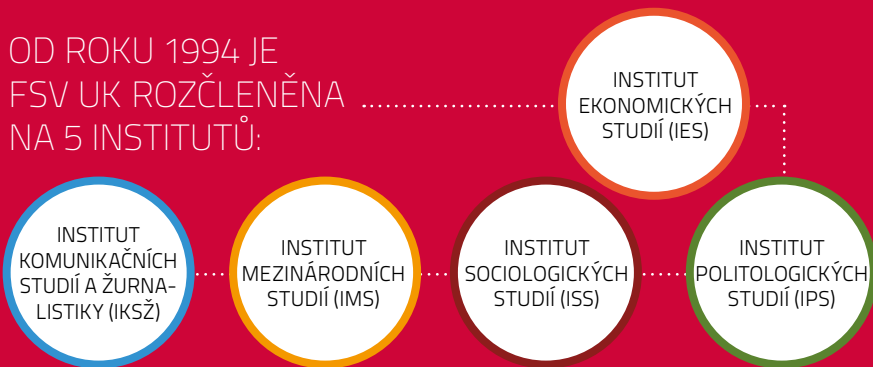 OD ROKU 1994 JE
FSV UK ROZČLENĚNA
NA 5 INSTITUTŮ:
INSTITUT
EKONOMICKÝCH
STUDIÍ (IES)
INSTITUT
KOMUNIKAČNÍCH
STUDIÍ A ŽURNA-
LISTIKY (IKSŽ)
INSTITUT
MEZINÁRODNÍCH
STUDIÍ (IMS)
INSTITUT
SOCIOLOGICKÝCH
STUDIÍ (ISS)
INSTITUT
POLITOLOGICKÝCH
STUDIÍ (IPS)